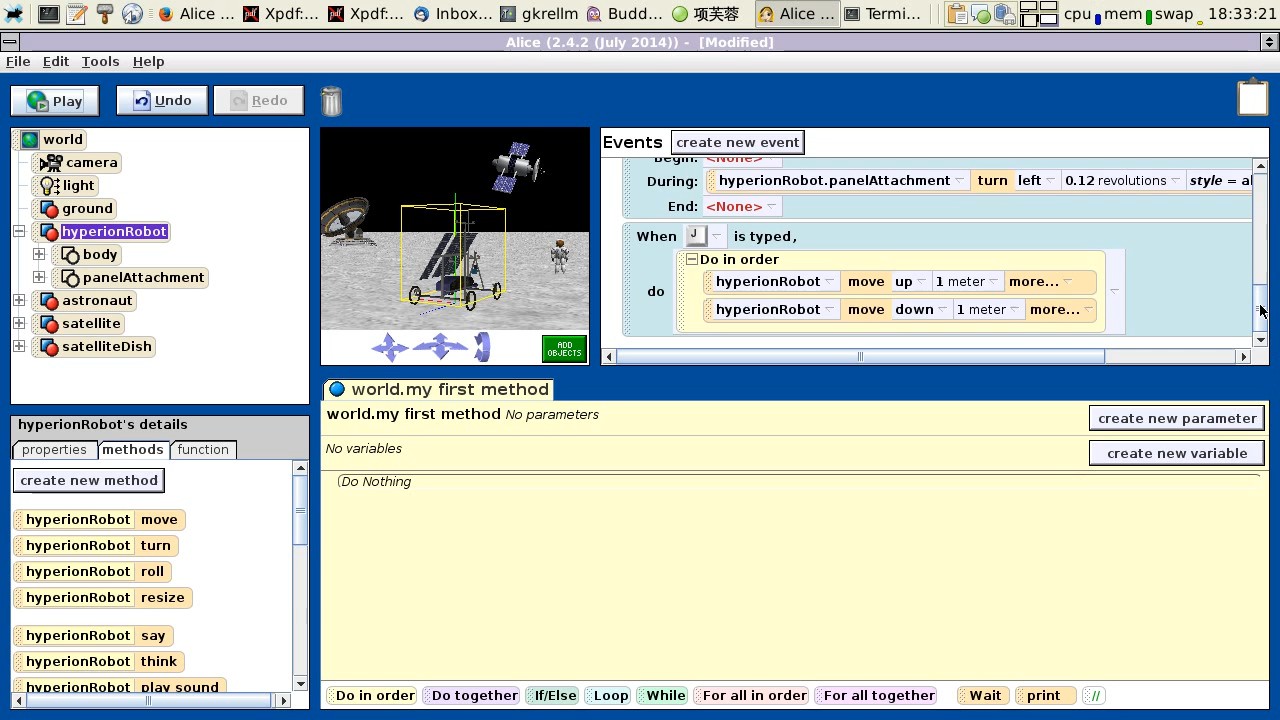 Alice ... Xpdf:... Xpdf:... Inbox... gkrellm Budd... 项芙蓉 Alice ... Termi... cpu mem swap 18:33:21
Alice (2.4.2 (July 2014)) - [Modified]
File Edit Tools Help
Play Undo Redo
world
camera
light
ground
hyperionRobot
body
panelAttachment
astronaut
satellite
satelliteDish
ADD
OBJECTS
Events create new event
Begin: <None>
During: hyperionRobot.panelAttachment turn left 0.12 revolutions style = al
End: <None>
When J is typed,
Do in order
do
hyperionRobot move up 1 meter more...
hyperionRobot move down 1 meter more...
hyperionRobot's details
properties methods function
create new method
hyperionRobot move
hyperionRobot turn
hyperionRobot roll
hyperionRobot resize
hyperionRobot say
hyperionRobot think
hyperionRobot play sound
world.my first method
world.my first method No parameters create new parameter
No variables create new variable
(Do Nothing
Do in order Do together If/Else Loop While For all in order For all together Wait print //